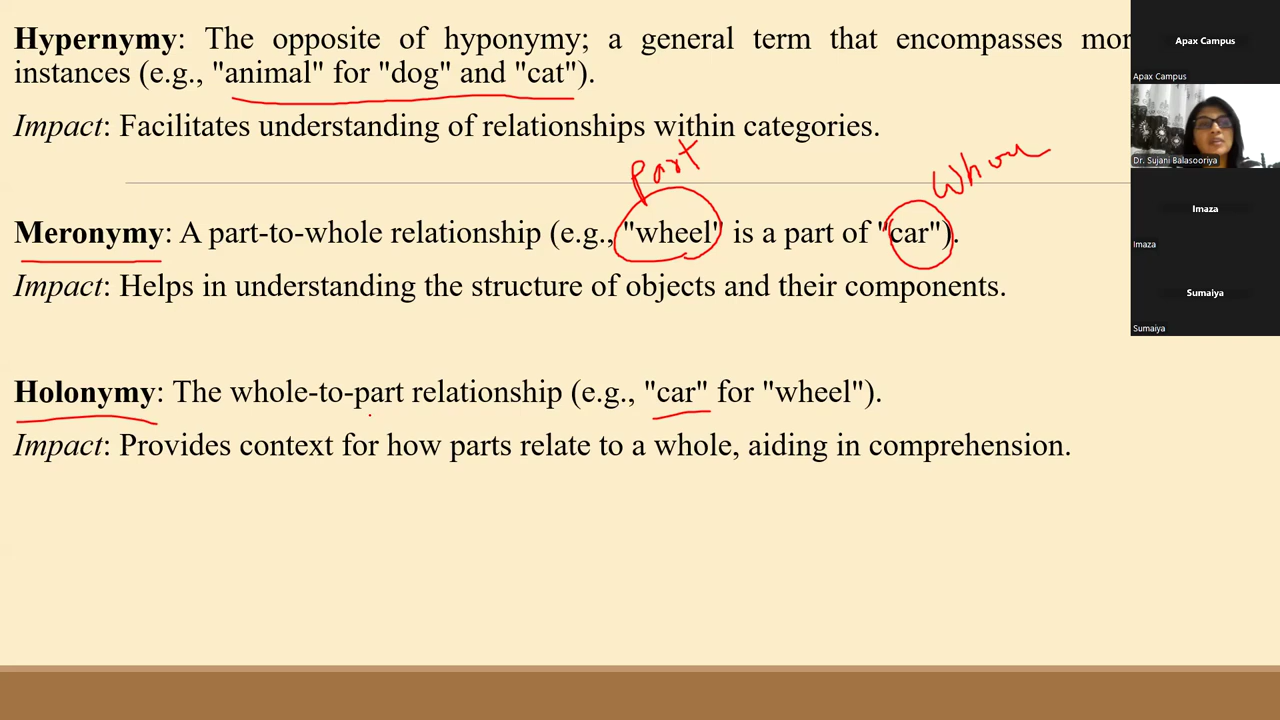 Hypernymy: The opposite of hyponymy; a general term that encompasses
instances (e.g., "animal" for "dog" and "cat").
Impact: Facilitates understanding of relationships within categories.
Part
Whole
Meronymy: A part-to-whole relationship (e.g., "wheel" is a part of "car").
Impact: Helps in understanding the structure of objects and their components.
Holonymy: The whole-to-part relationship (e.g., "car" for "wheel").
Impact: Provides context for how parts relate to a whole, aiding in comprehension.
Apax Campus
Apax Campus
Dr. Sujani Balasooriya
Imaza
Imaza
Sumaiya
Sumaiya